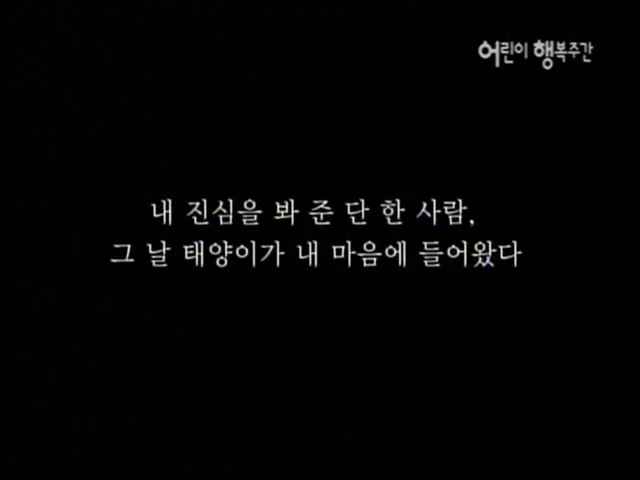 어린이 행복주간
내 진심을 봐 준 단 한 사람,
그 날 태양이가 내 마음에 들어왔다